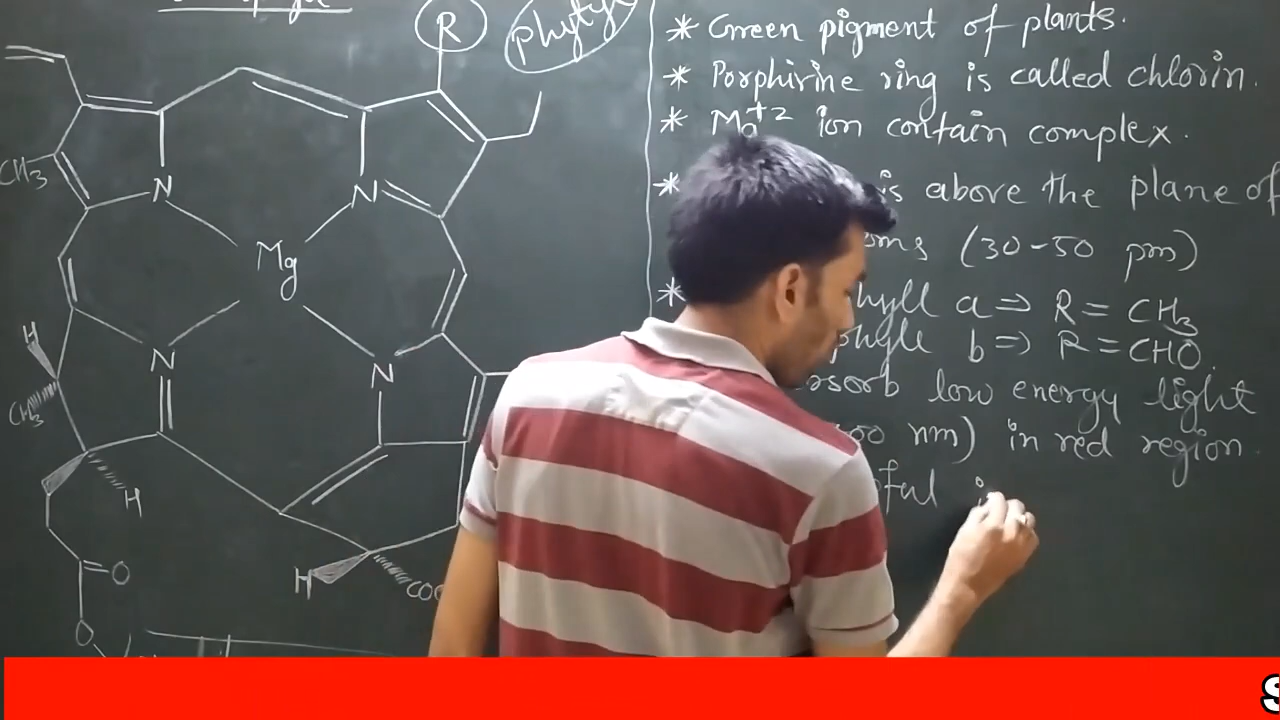 R
phyty
CH3
N
N
Mg
H
N
N
CH3
H
O
H
COO
O
* Green pigment of plants.
* Porphirine ring is called chlorin.
* Mg+2 ion contain complex.
* is above the plane of
oms (30-50 pm)
* hyll a ⇒ R = CH3
phyll b ⇒ R = CHO.
bsorb low energy light
00 nm) in red region
ful i
S